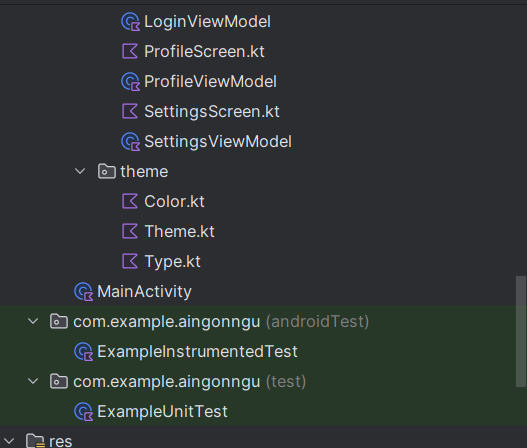 LoginViewModel
ProfileScreen.kt
ProfileViewModel
SettingsScreen.kt
SettingsViewModel
theme
Color.kt
Theme.kt
Type.kt
MainActivity
com.example.aingonngu (androidTest)
ExampleInstrumentedTest
com.example.aingonngu (test)
ExampleUnitTest
res